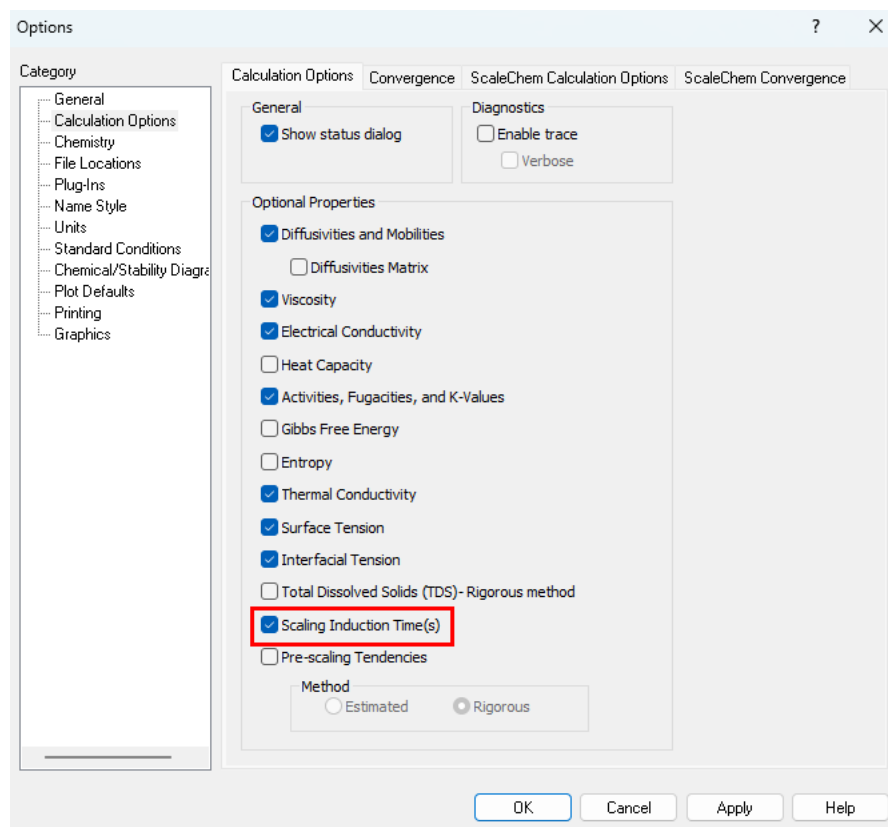 Options
?
Category
General
Calculation Options
Chemistry
File Locations
Plug-Ins
Name Style
Units
Standard Conditions
Chemical/Stability Diagra
Plot Defaults
Printing
Graphics
Calculation Options Convergence ScaleChem Calculation Options ScaleChem Convergence
General
Show status dialog
Diagnostics
Enable trace
Verbose
Optional Properties
Diffusivities and Mobilities
Diffusivities Matrix
Viscosity
Electrical Conductivity
Heat Capacity
Activities, Fugacities, and K-Values
Gibbs Free Energy
Entropy
Thermal Conductivity
Surface Tension
Interfacial Tension
Total Dissolved Solids (TDS)- Rigorous method
Scaling Induction Time(s)
Pre-scaling Tendencies
Method
Estimated Rigorous
OK Cancel Apply Help